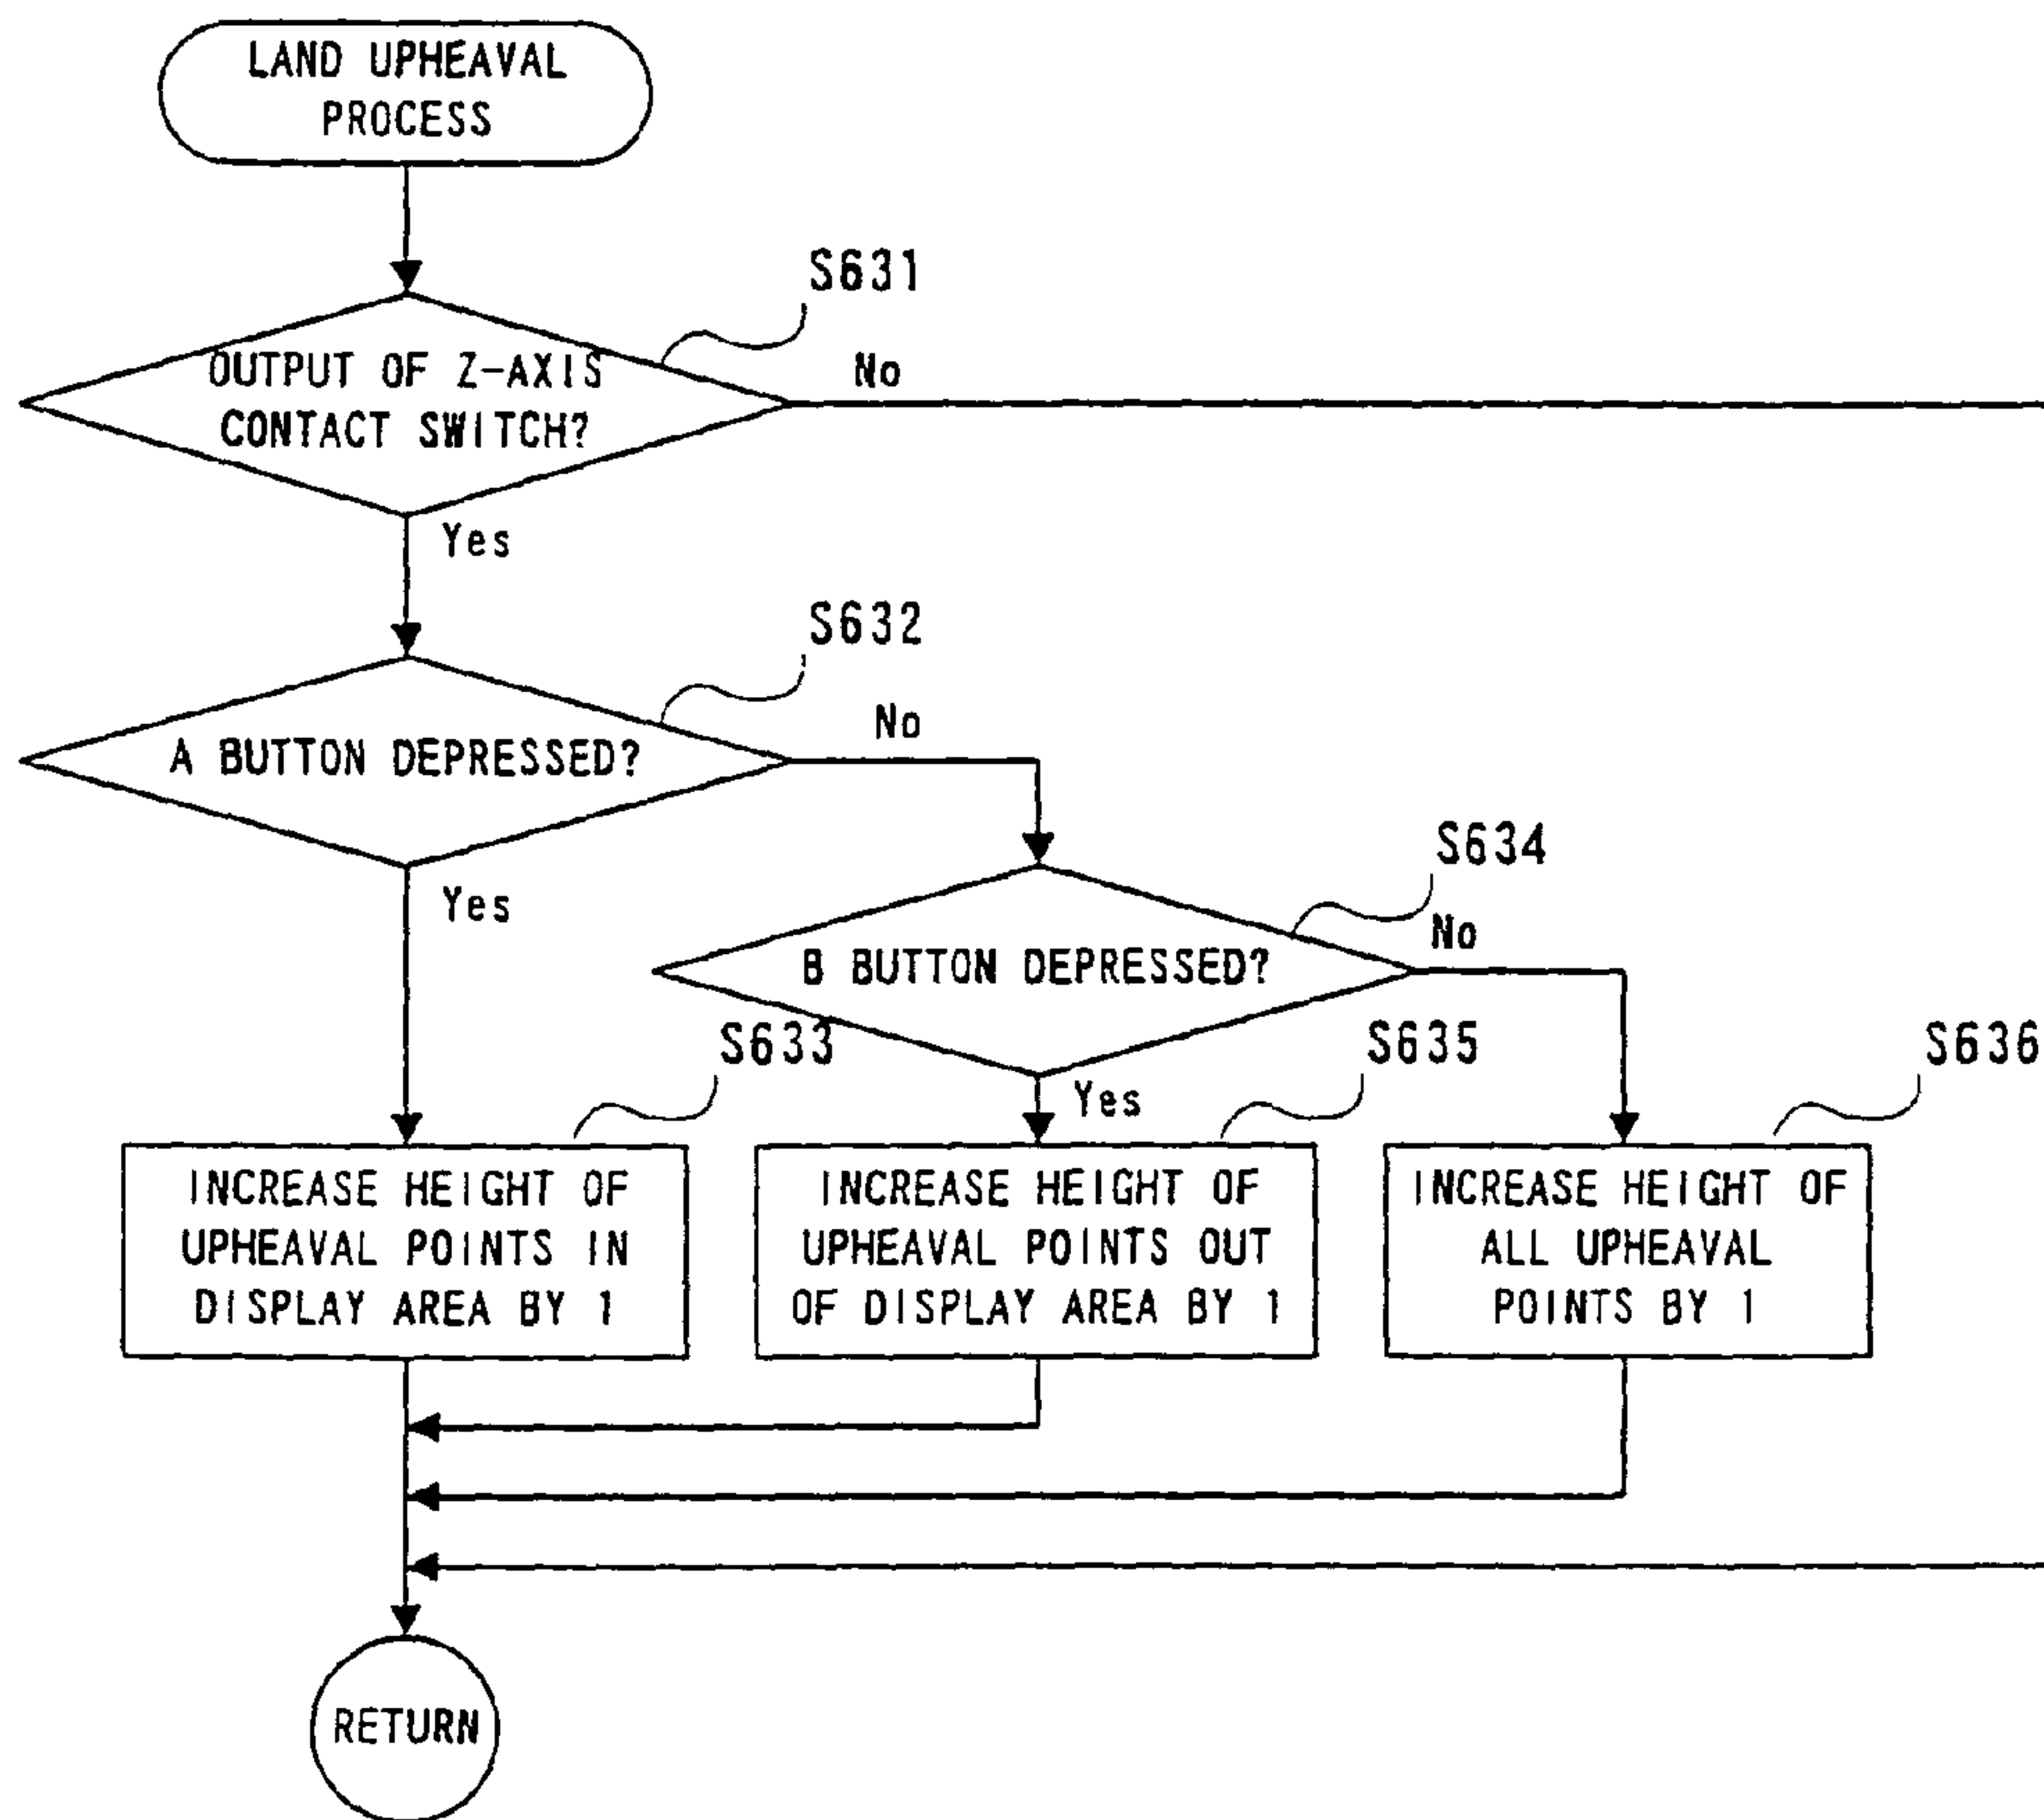 LAND UPHEAVAL
PROCESS
S631
OUTPUT OF Z-AXIS
CONTACT SWITCH?
No
Yes
S632
A BUTTON DEPRESSED?
No
Yes
S634
B BUTTON DEPRESSED?
No
Yes
S633
INCREASE HEIGHT OF
UPHEAVAL POINTS IN
DISPLAY AREA BY 1
S635
INCREASE HEIGHT OF
UPHEAVAL POINTS OUT
OF DISPLAY AREA BY 1
S636
INCREASE HEIGHT OF
ALL UPHEAVAL
POINTS BY 1
RETURN